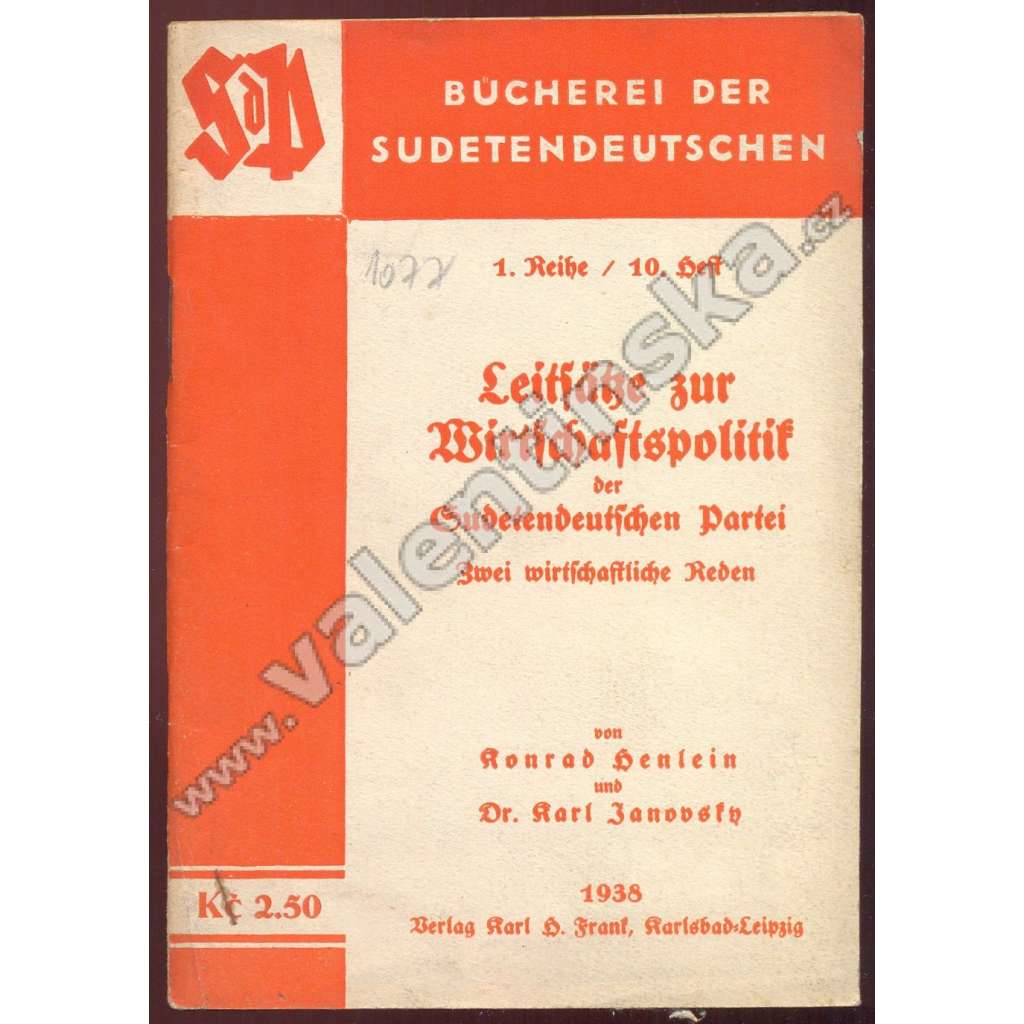 SdP
BÜCHEREI DER
SUDETENDEUTSCHEN
1077
1. Reihe / 10. Heft
Leitsätze zur
Wirtschaftspolitik
der
Sudetendeutschen Partei
Zwei wirtschaftliche Reden
von
Konrad Henlein
und
Dr. Karl Janovsky
Kč 2.50
1938
Verlag Karl H. Frank, Karlsbad-Leipzig
www.valentinska.cz